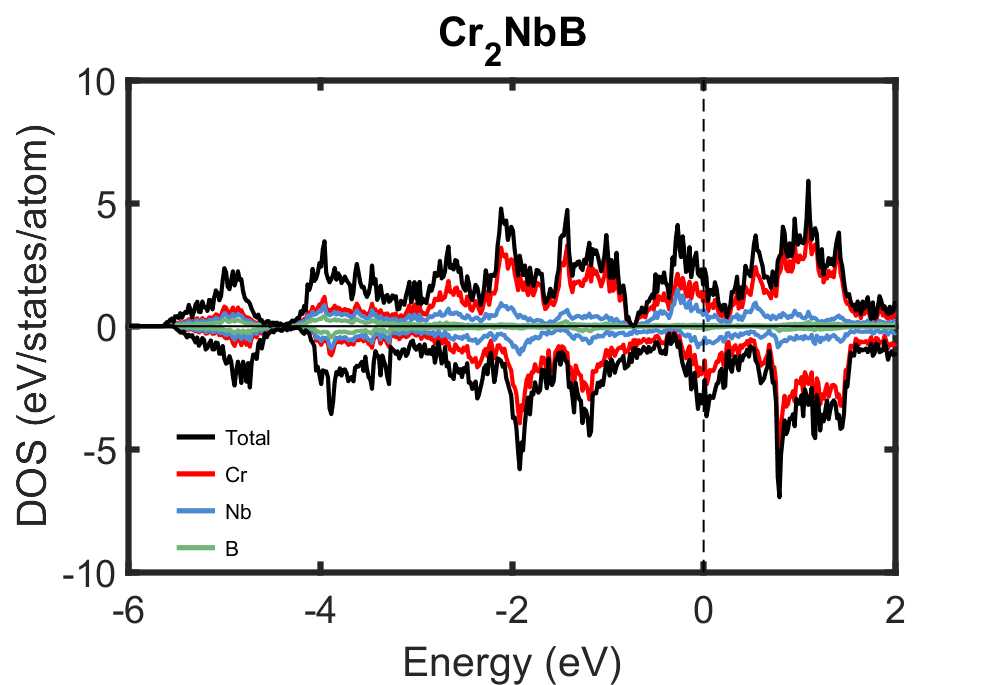 Cr2NbB
10
5
0
-5
-10
DOS (eV/states/atom)
Total
Cr
Nb
B
-6 -4 -2 0 2
Energy (eV)